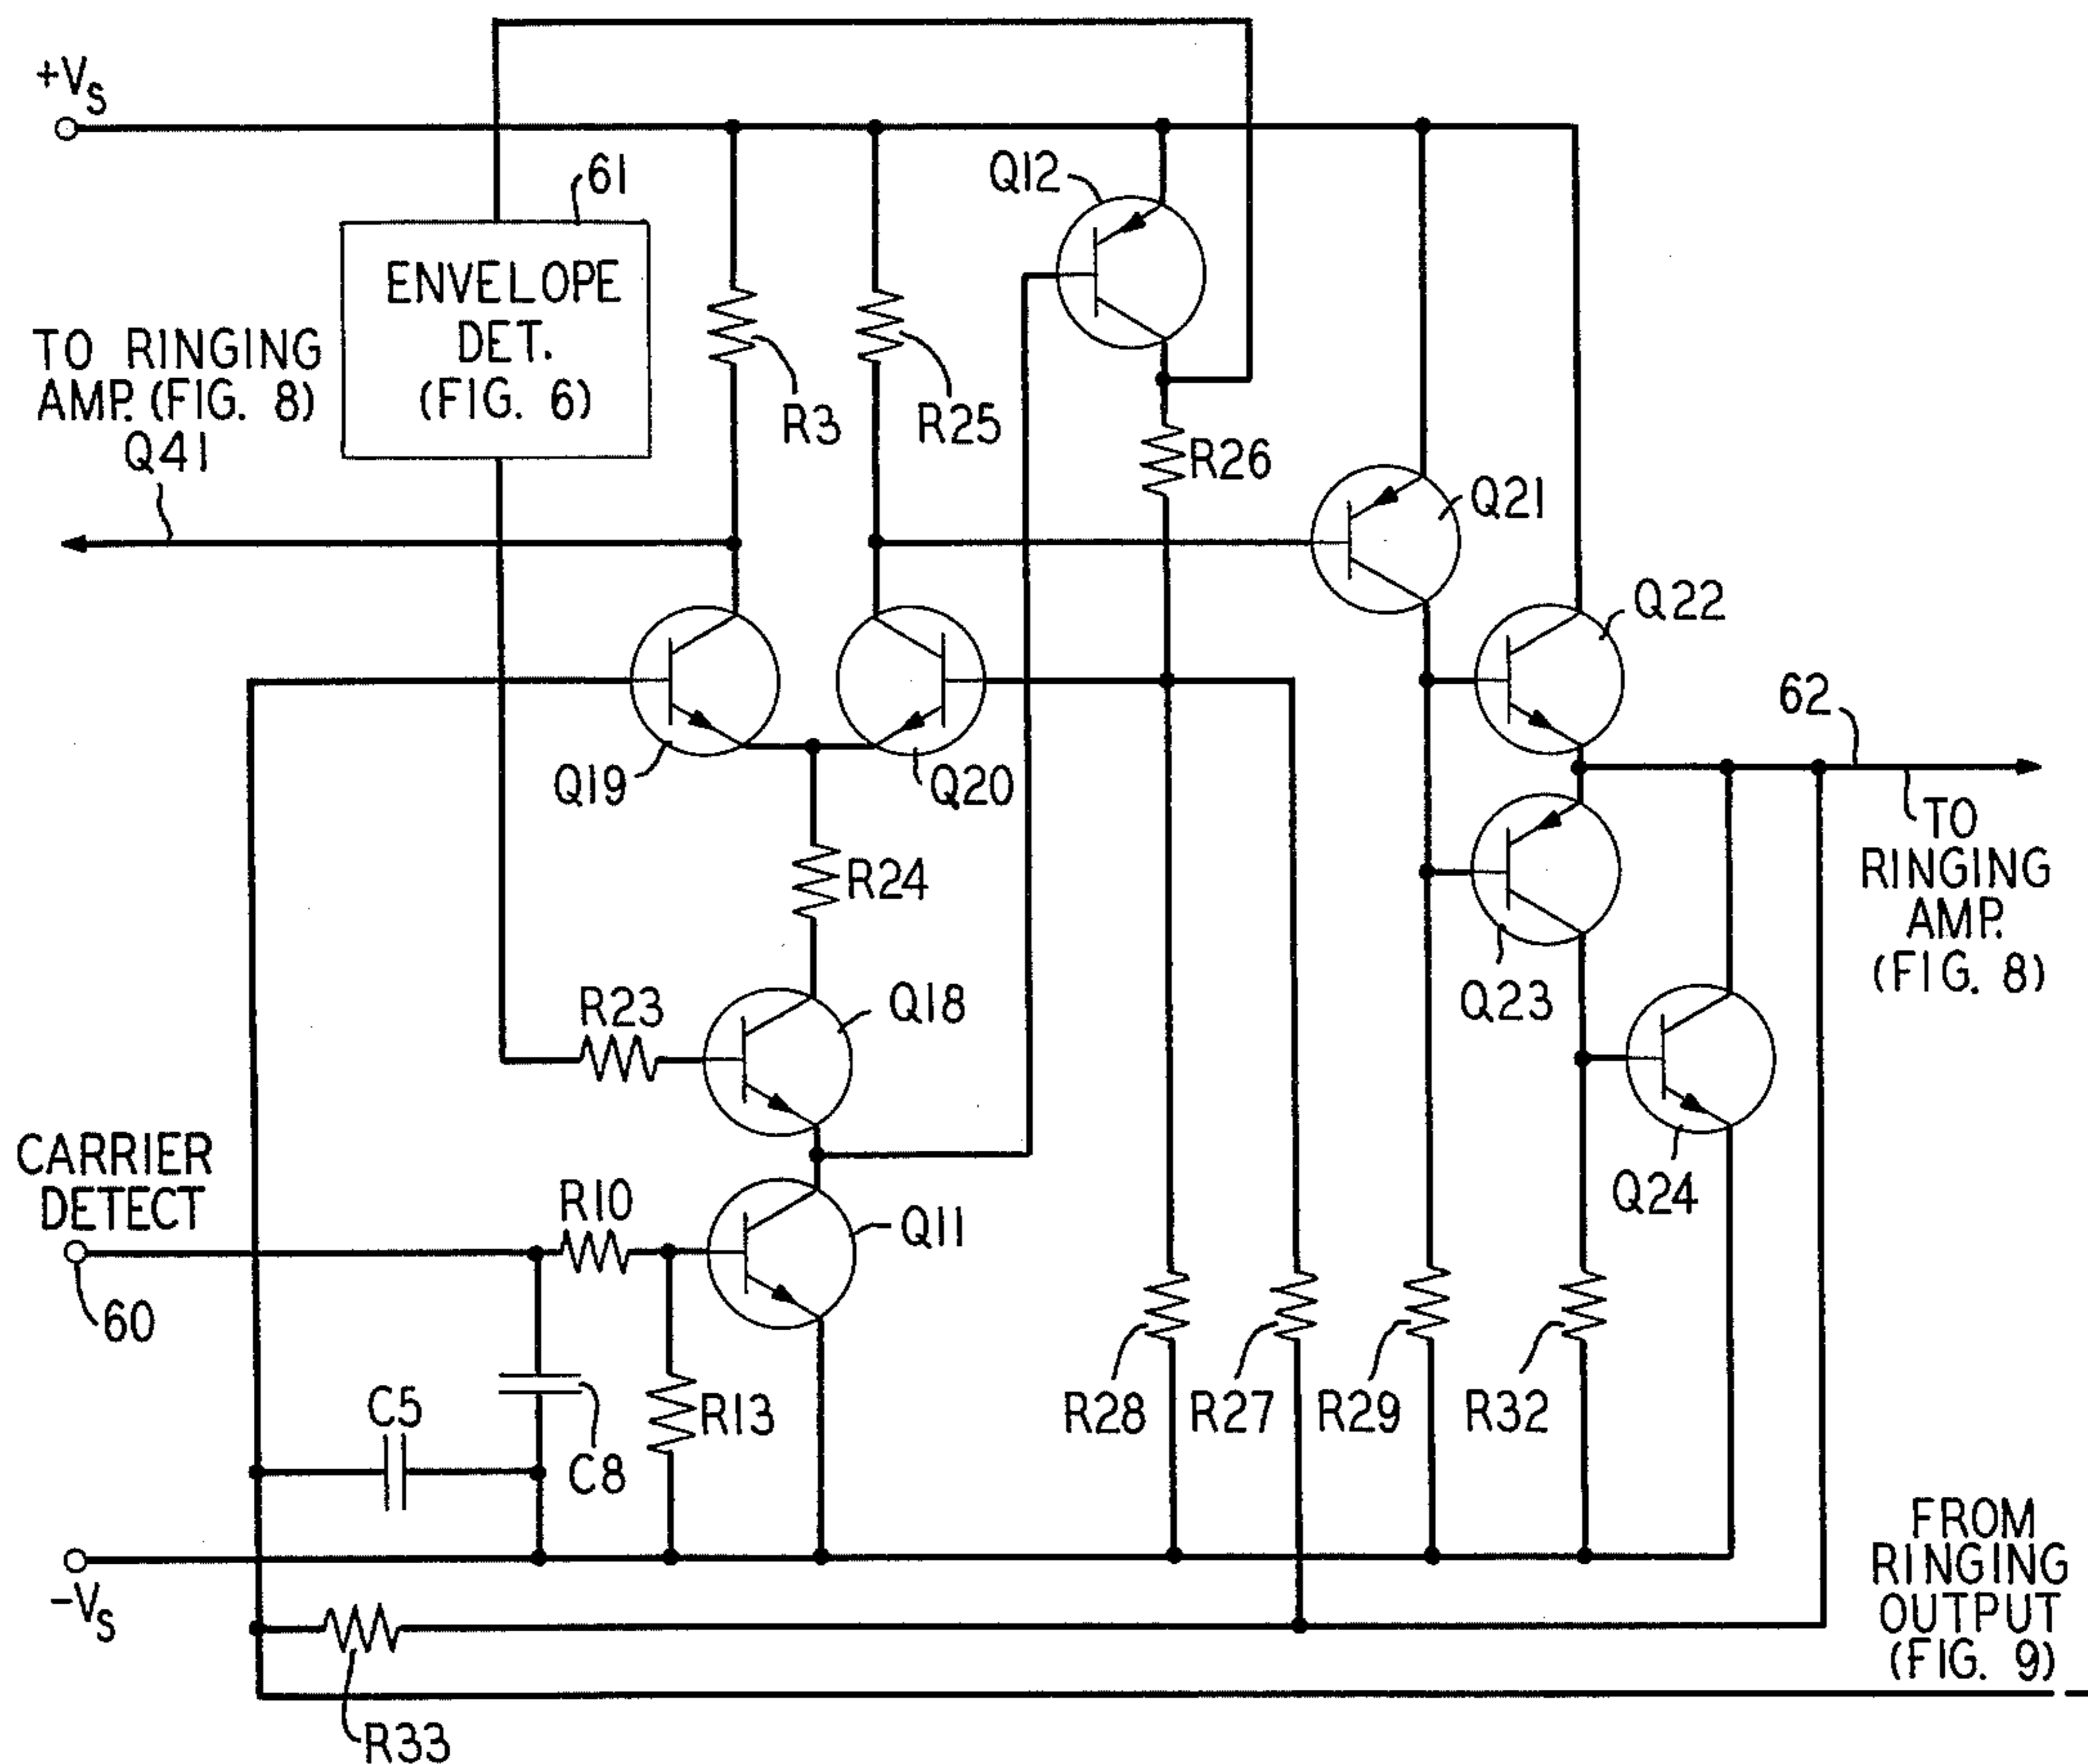 +Vs
61
ENVELOPE
DET.
(FIG. 6)
TO RINGING
AMP. (FIG. 8)
Q41
R3
R25
Q12
R26
Q21
Q22
62
Q19
Q20
TO
RINGING
AMP.
(FIG. 8)
R24
Q23
R23
Q18
Q24
CARRIER
DETECT
60
R10
Q11
C5
C8
R13
R28
R27
R29
R32
-Vs
R33
FROM
RINGING
OUTPUT
(FIG. 9)